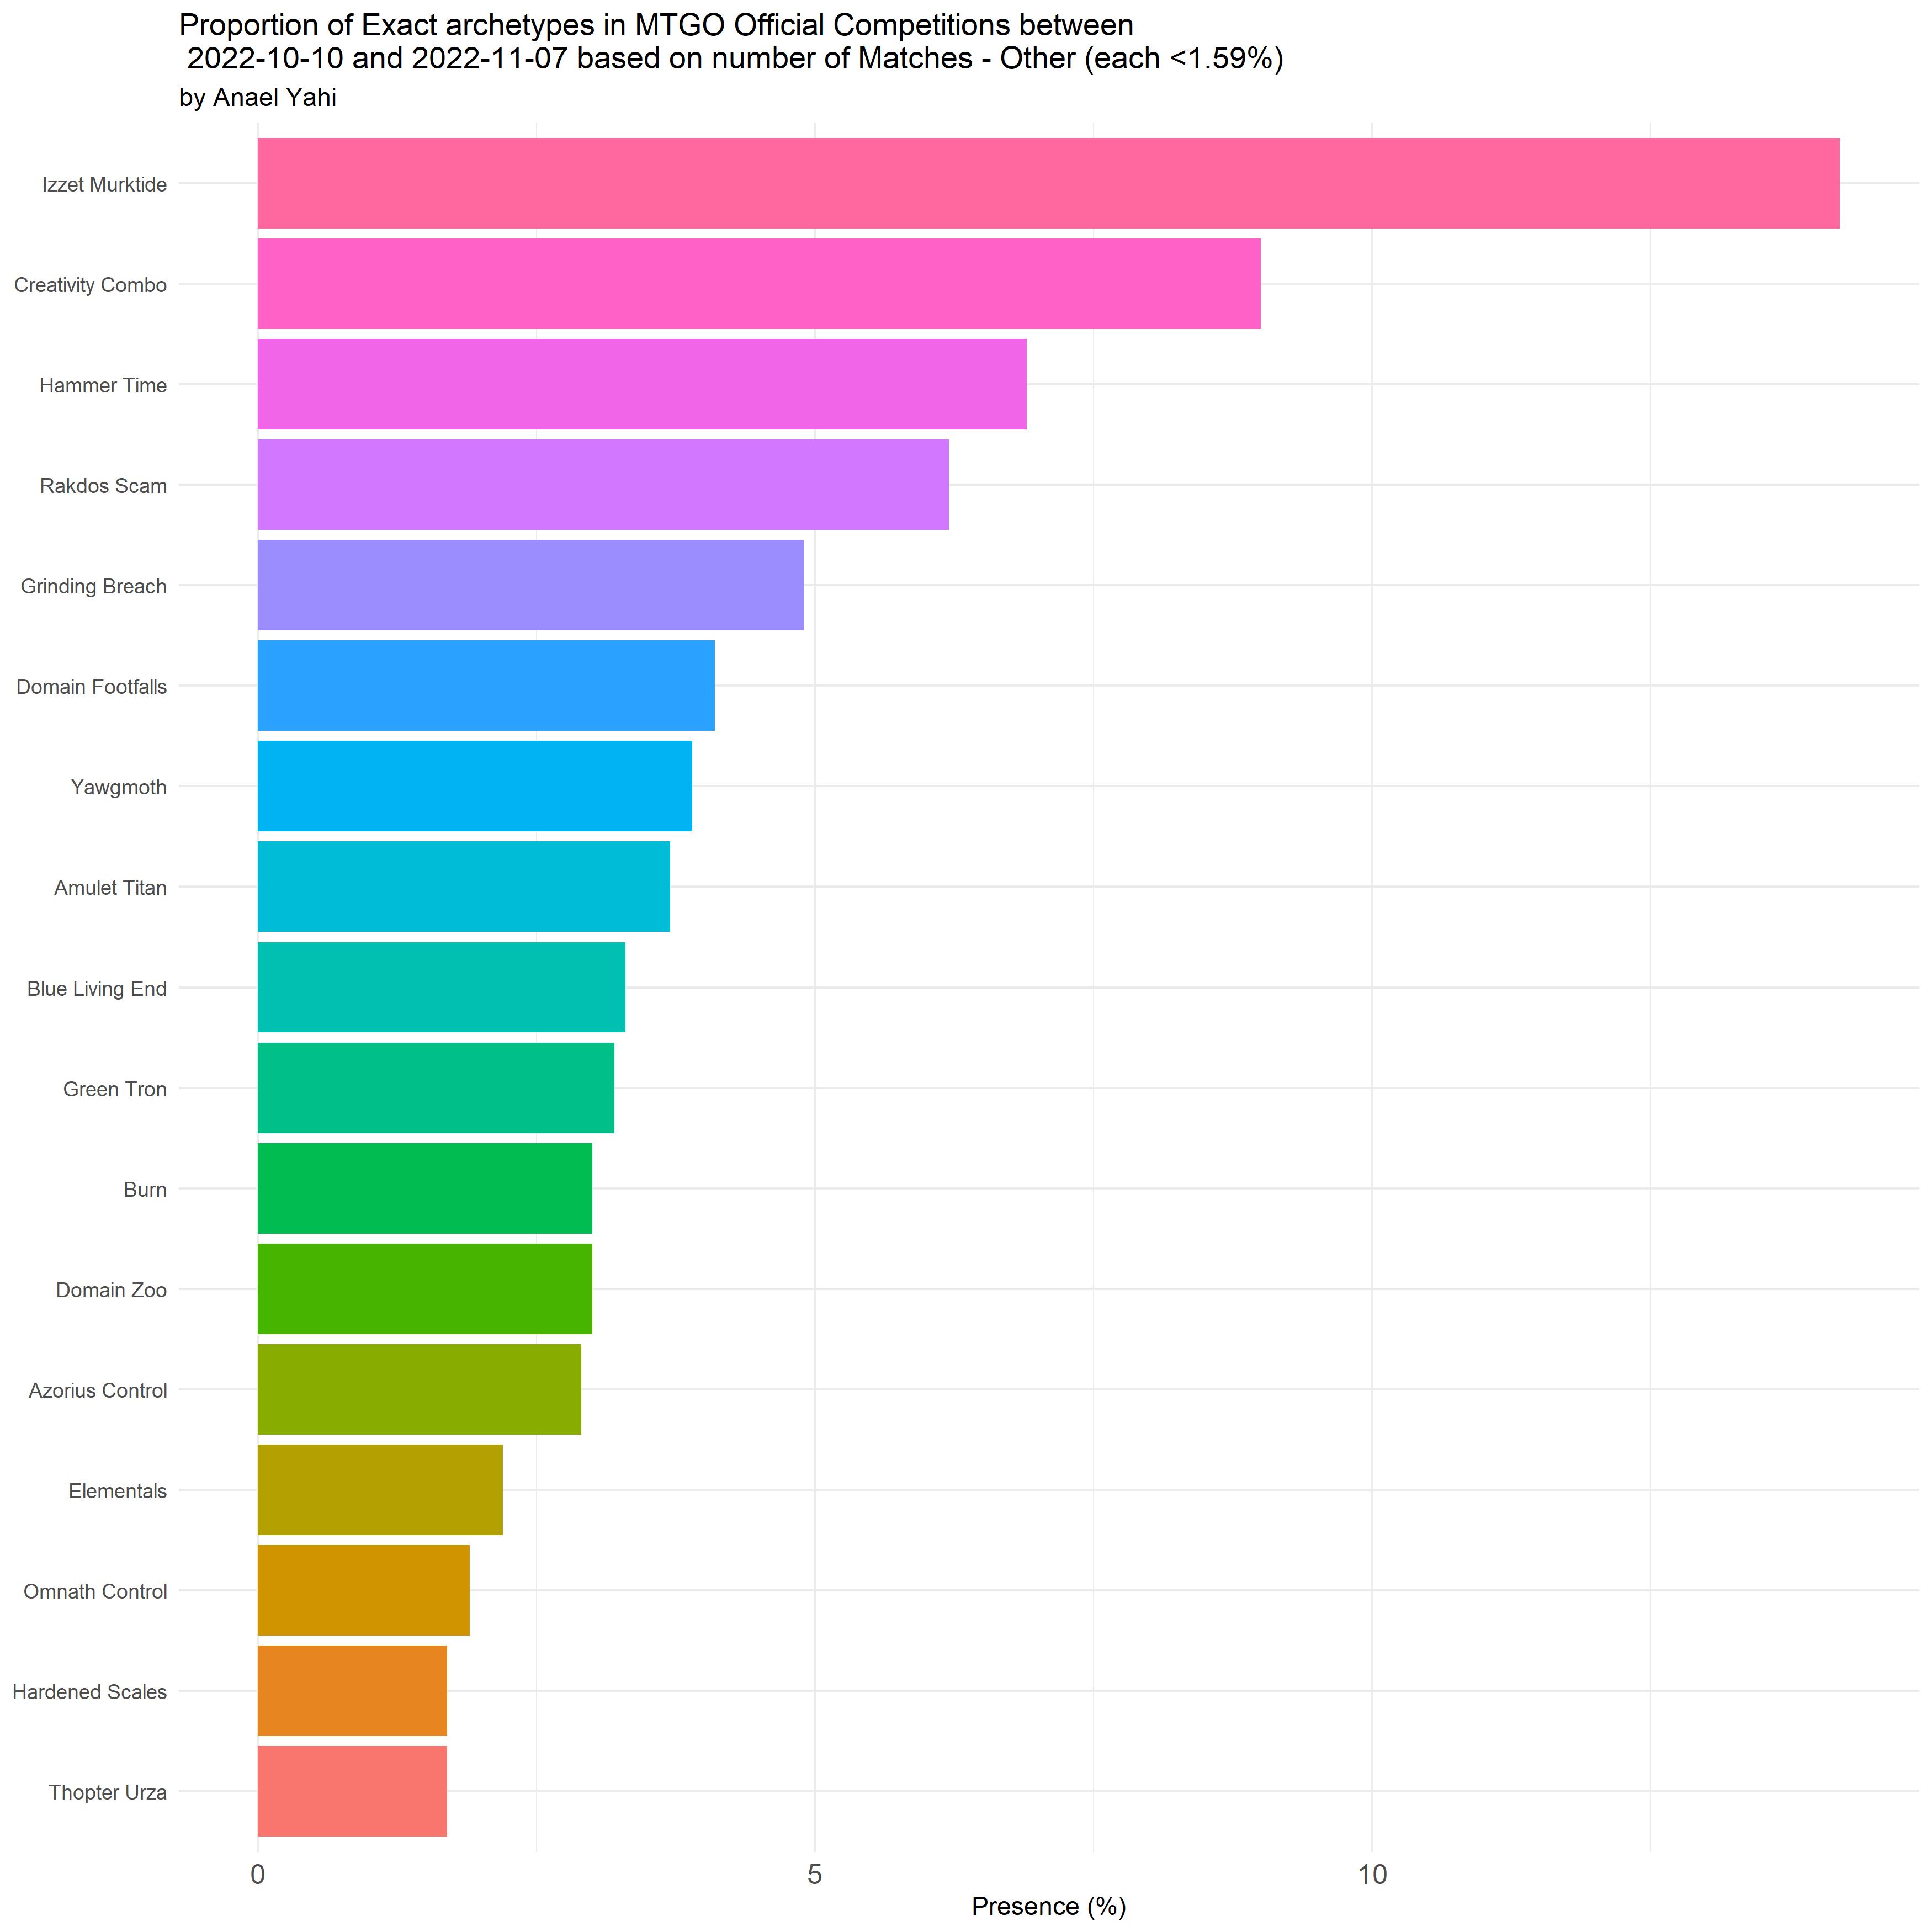 Proportion of Exact archetypes in MTGO Official Competitions between
2022-10-10 and 2022-11-07 based on number of Matches - Other (each <1.59%)
by Anael Yahi
Izzet Murktide
Creativity Combo
Hammer Time
Rakdos Scam
Grinding Breach
Domain Footfalls
Yawgmoth
Amulet Titan
Blue Living End
Green Tron
Burn
Domain Zoo
Azorius Control
Elementals
Omnath Control
Hardened Scales
Thopter Urza
0 5 10
Presence (%)